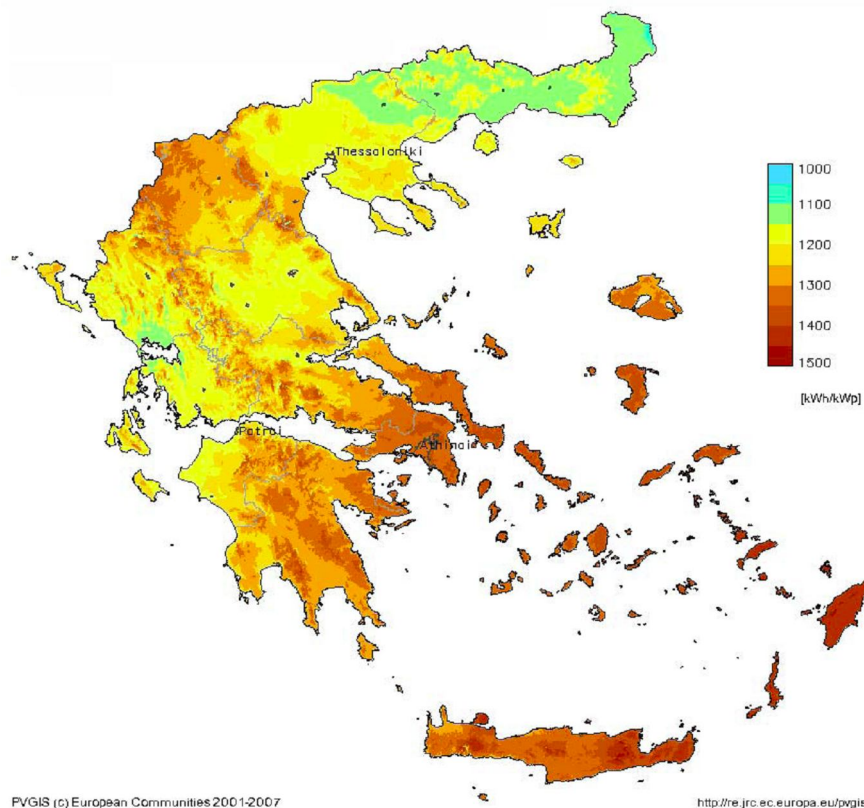 Thessaloniki
1000
1100
1200
1300
1400
1500
[kWh/kWp]
Patrai
Athinai
PVGIS (c) European Communities 2001-2007
http://re.jrc.ec.europa.eu/pvgis